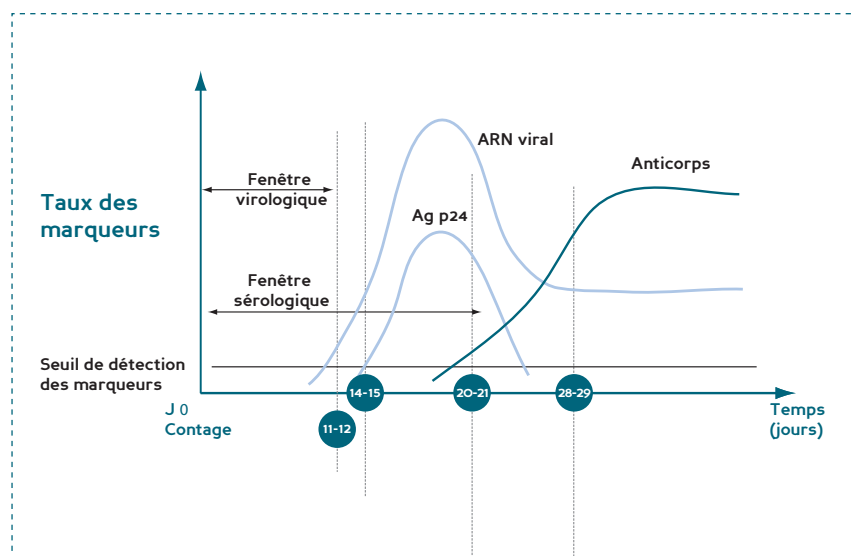 ARN viral
Anticorps
Fenêtre
virologique
Taux des
marqueurs
Ag p24
Fenêtre
sérologique
Seuil de détection
des marqueurs
14-15
20-21
28-29
J 0
Contage
11-12
Temps
(jours)